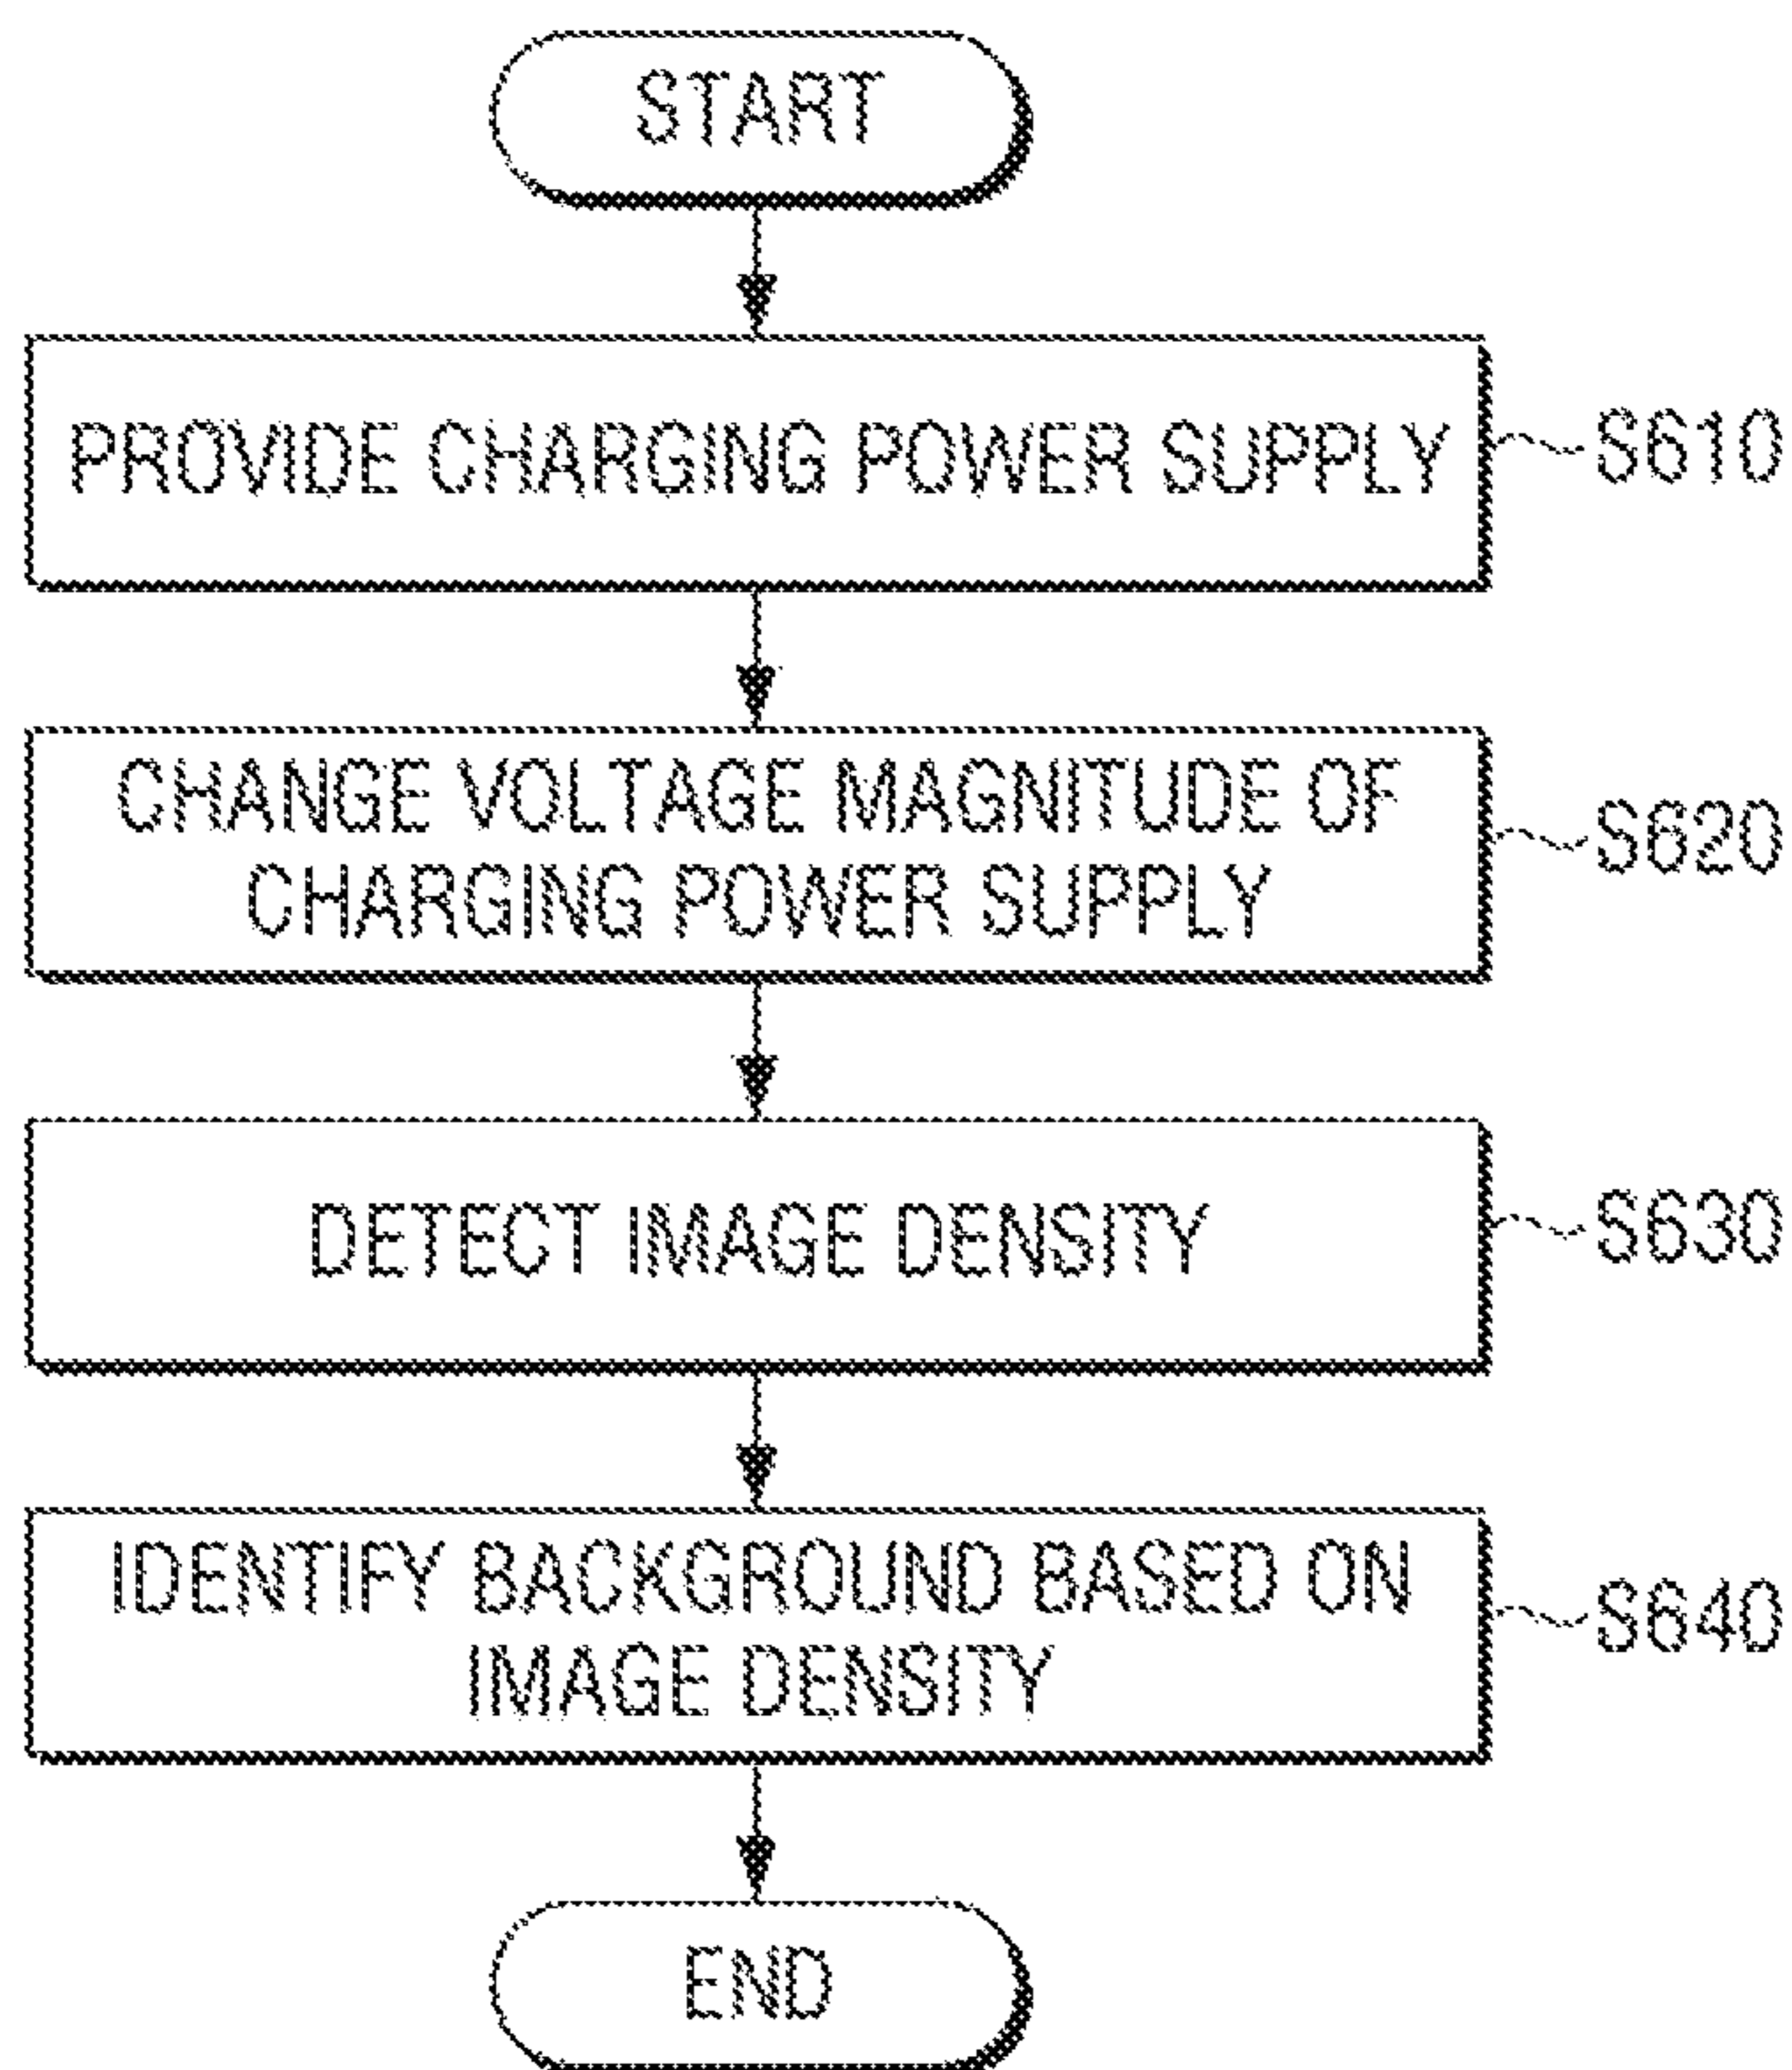 START
PROVIDE CHARGING POWER SUPPLY
S610
CHANGE VOLTAGE MAGNITUDE OF
CHARGING POWER SUPPLY
S620
DETECT IMAGE DENSITY
S630
IDENTIFY BACKGROUND BASED ON
IMAGE DENSITY
S640
END